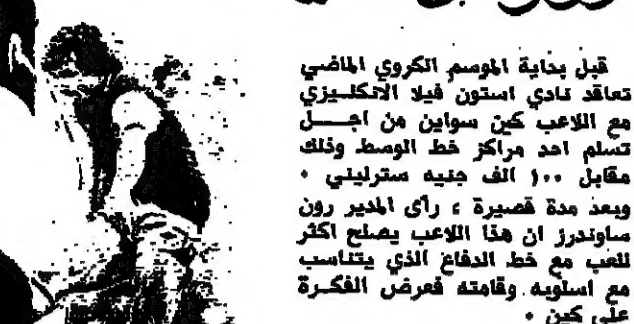 قبل بداية الموسم الكروي الماضي
تعاقد نادي استون فيلا الانكليزي
مع اللاعب كين سواين من اجل
تسلم احد مراكز خط الوسط وذلك
مقابل ١٠٠ الف جنيه سترليني ٠
وبعد مدة قصيرة ، رأى المدير رون
ساوندرز ان هذا اللاعب يصلح اكثر
للعب مع خط الدفاع الذي يتناسب
مع اسلوبه وقامته فعرض الفكرة
على كين ٠